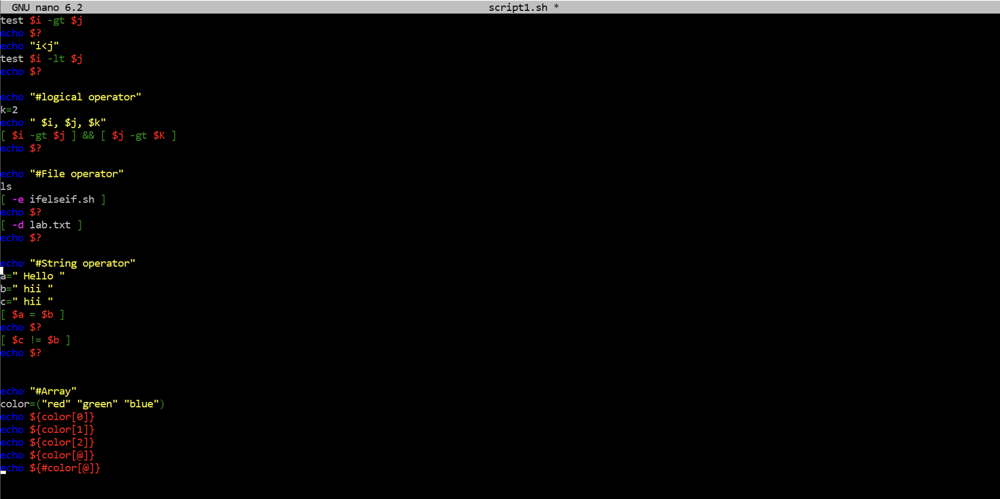 GNU nano 6.2 script1.sh *
test $i -gt $j
echo $?
echo "i<j"
test $i -lt $j
echo $?
echo "#logical operator"
k=2
echo " $i, $j, $k"
[ $i -gt $j ] && [ $j -gt $K ]
echo $?
echo "#File operator"
ls
[ -e ifelseif.sh ]
echo $?
[ -d lab.txt ]
echo $?
echo "#String operator"
a=" Hello "
b=" hii "
c=" hii "
[ $a = $b ]
echo $?
[ $c != $b ]
echo $?
echo "#Array"
color=("red" "green" "blue")
echo ${color[0]}
echo ${color[1]}
echo ${color[2]}
echo ${color[@]}
echo ${#color[@]}